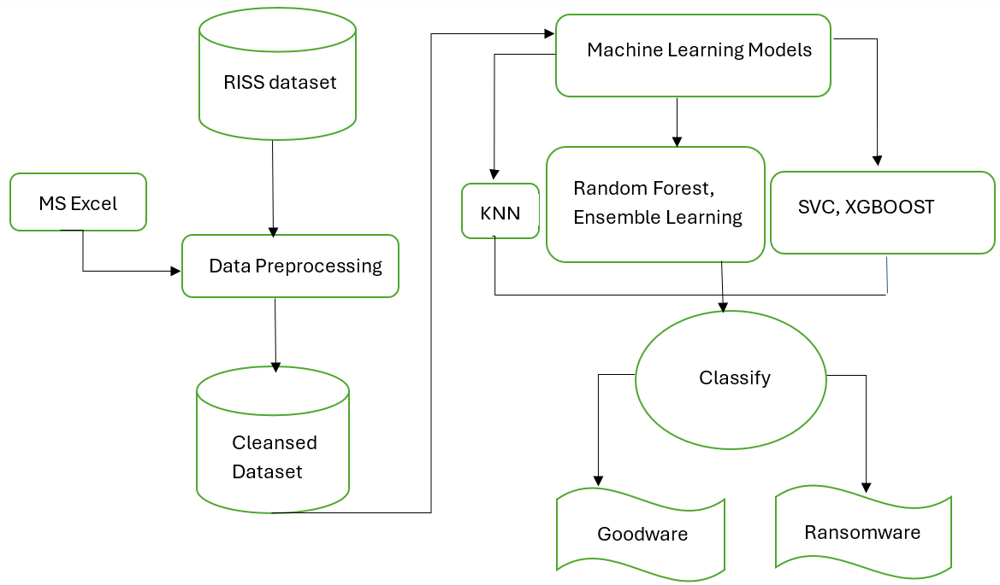 RISS dataset
MS Excel
Data Preprocessing
Cleansed
Dataset
Machine Learning Models
KNN
Random Forest,
Ensemble Learning
SVC, XGBOOST
Classify
Goodware
Ransomware